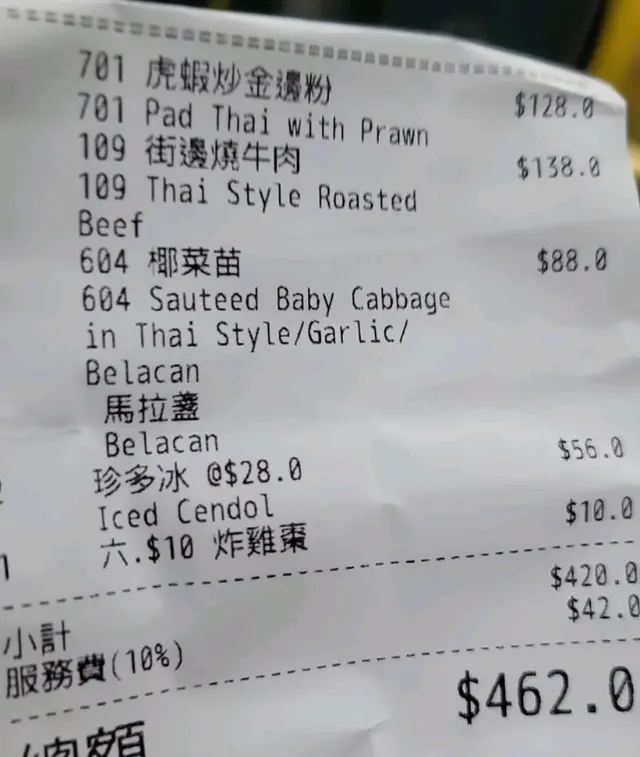 701 虎蝦炒金邊粉 $128.0
701 Pad Thai with Prawn
109 街邊燒牛肉 $138.0
109 Thai Style Roasted
Beef
604 椰菜苗 $88.0
604 Sauteed Baby Cabbage
in Thai Style/Garlic/
Belacan
馬拉盞
Belacan
珍多冰 @$28.0 $56.0
Iced Cendol
1 六.$10 炸雞棗 $10.0
小計 $420.0
服務費(10%) $42.0
總額 $462.0